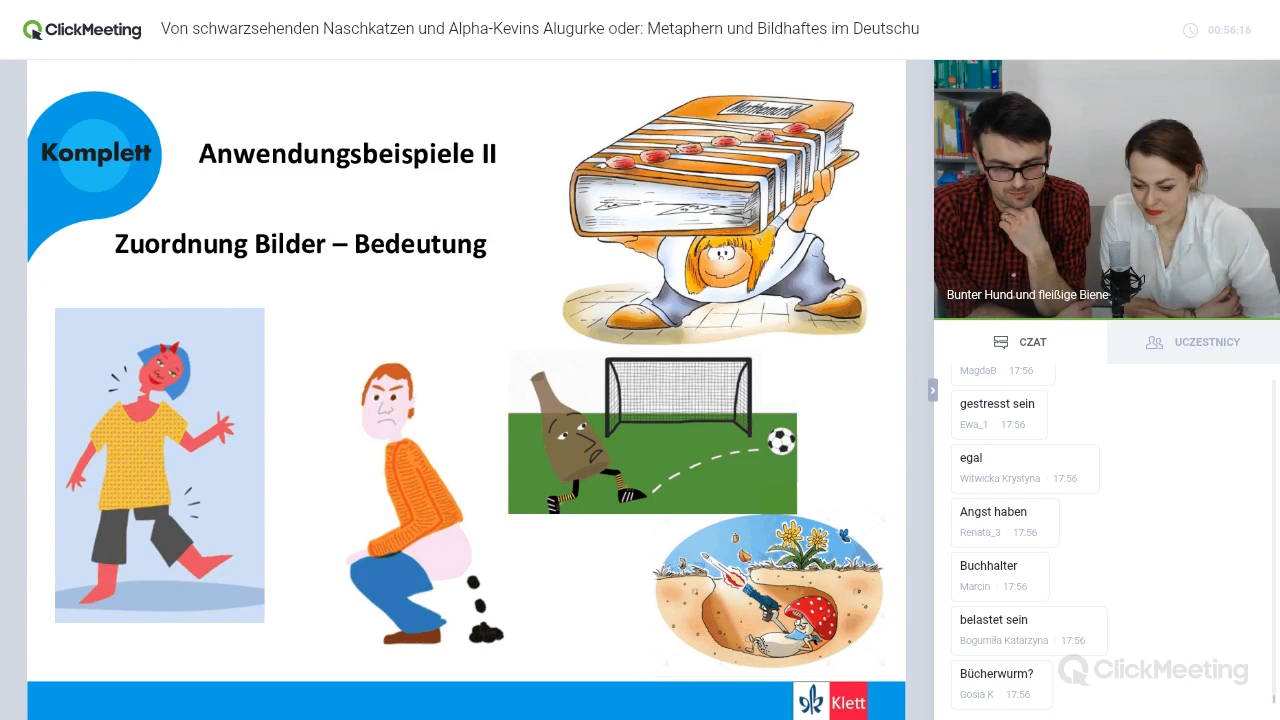 ClickMeeting
Von schwarzsehenden Naschkatzen und Alpha-Kevins Alugurke oder: Metaphern und Bildhaftes im Deutschu
00:56:16
Komplett
Anwendungsbeispiele II
Zuordnung Bilder – Bedeutung
Mathematik
Klett
Bunter Hund und fleißige Biene
CZAT
UCZESTNICY
MagdaB 17:56
gestresst sein
Ewa_1 17:56
egal
Witwicka Krystyna 17:56
Angst haben
Renata_3 17:56
Buchhalter
Marcin 17:56
belastet sein
Bogumiła Katarzyna 17:56
Bücherwurm?
Gosia K 17:56
ClickMeeting